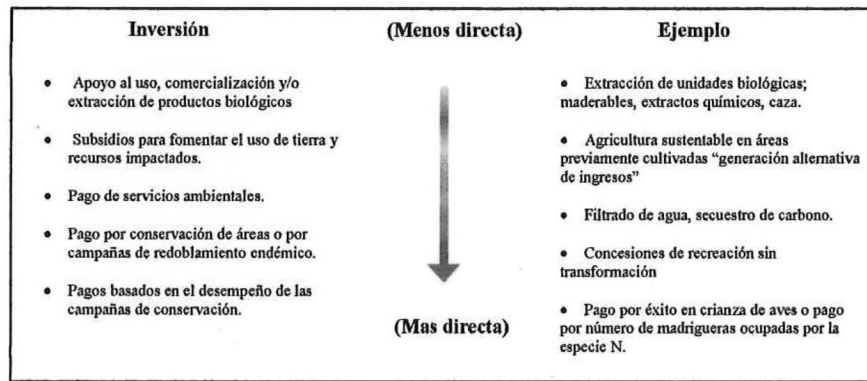 Inversión
• Apoyo al uso, comercialización y/o
extracción de productos biológicos
• Subsidios para fomentar el uso de tierra y
recursos impactados.
• Pago de servicios ambientales.
• Pago por conservación de áreas o por
campañas de redoblamiento endémico.
• Pagos basados en el desempeño de las
campañas de conservación.
(Menos directa)
(Mas directa)
Ejemplo
• Extracción de unidades biológicas;
maderables, extractos químicos, caza.
• Agricultura sustentable en áreas
previamente cultivadas “generación alternativa
de ingresos”
• Filtrado de agua, secuestro de carbono.
• Concesiones de recreación sin
transformación
• Pago por éxito en crianza de aves o pago
por número de madrigueras ocupadas por la
especie N.